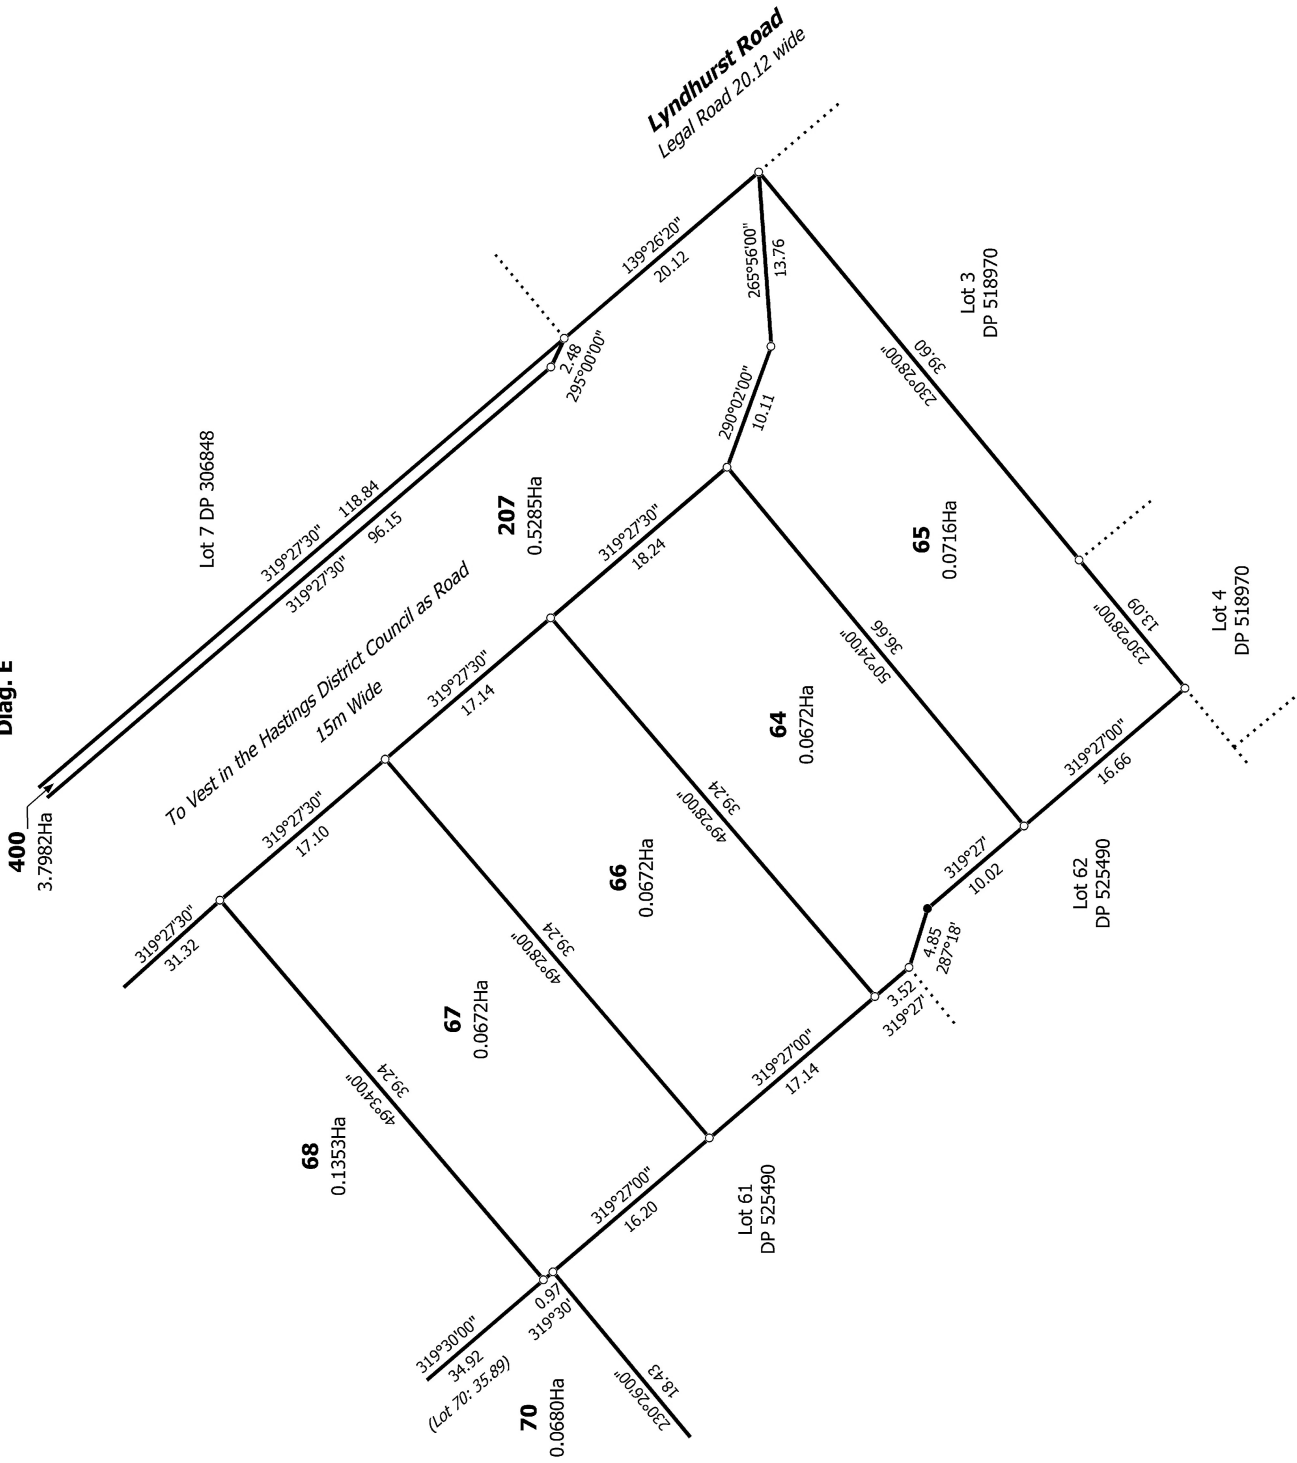 Diag. E
Lyndhurst Road
Legal Road 20.12 wide
400
3.7982Ha
Lot 7 DP 306848
319°27'30"
118.84
319°27'30"
96.15
2.48
295°00'00"
139°26'20"
20.12
265°56'00"
13.76
290°02'00"
10.11
207
0.5285Ha
To Vest in the Hastings District Council as Road
15m Wide
319°27'30"
31.32
319°27'30"
17.10
319°27'30"
17.14
319°27'30"
18.24
Lot 3
DP 518970
39.60
230°28'00"
65
0.0716Ha
13.09
230°28'00"
Lot 4
DP 518970
36.66
50°24'00"
64
0.0672Ha
39.24
49°28'00"
66
0.0672Ha
39.24
49°28'00"
67
0.0672Ha
39.24
49°34'00"
68
0.1353Ha
319°27'00"
16.66
319°27'
10.02
Lot 62
DP 525490
4.85
287°18'
3.52
319°27'
319°27'00"
17.14
319°27'00"
16.20
Lot 61
DP 525490
0.97
319°30'
319°30'00"
34.92
(Lot 70: 35.89)
18.43
230°26'00"
70
0.0680Ha